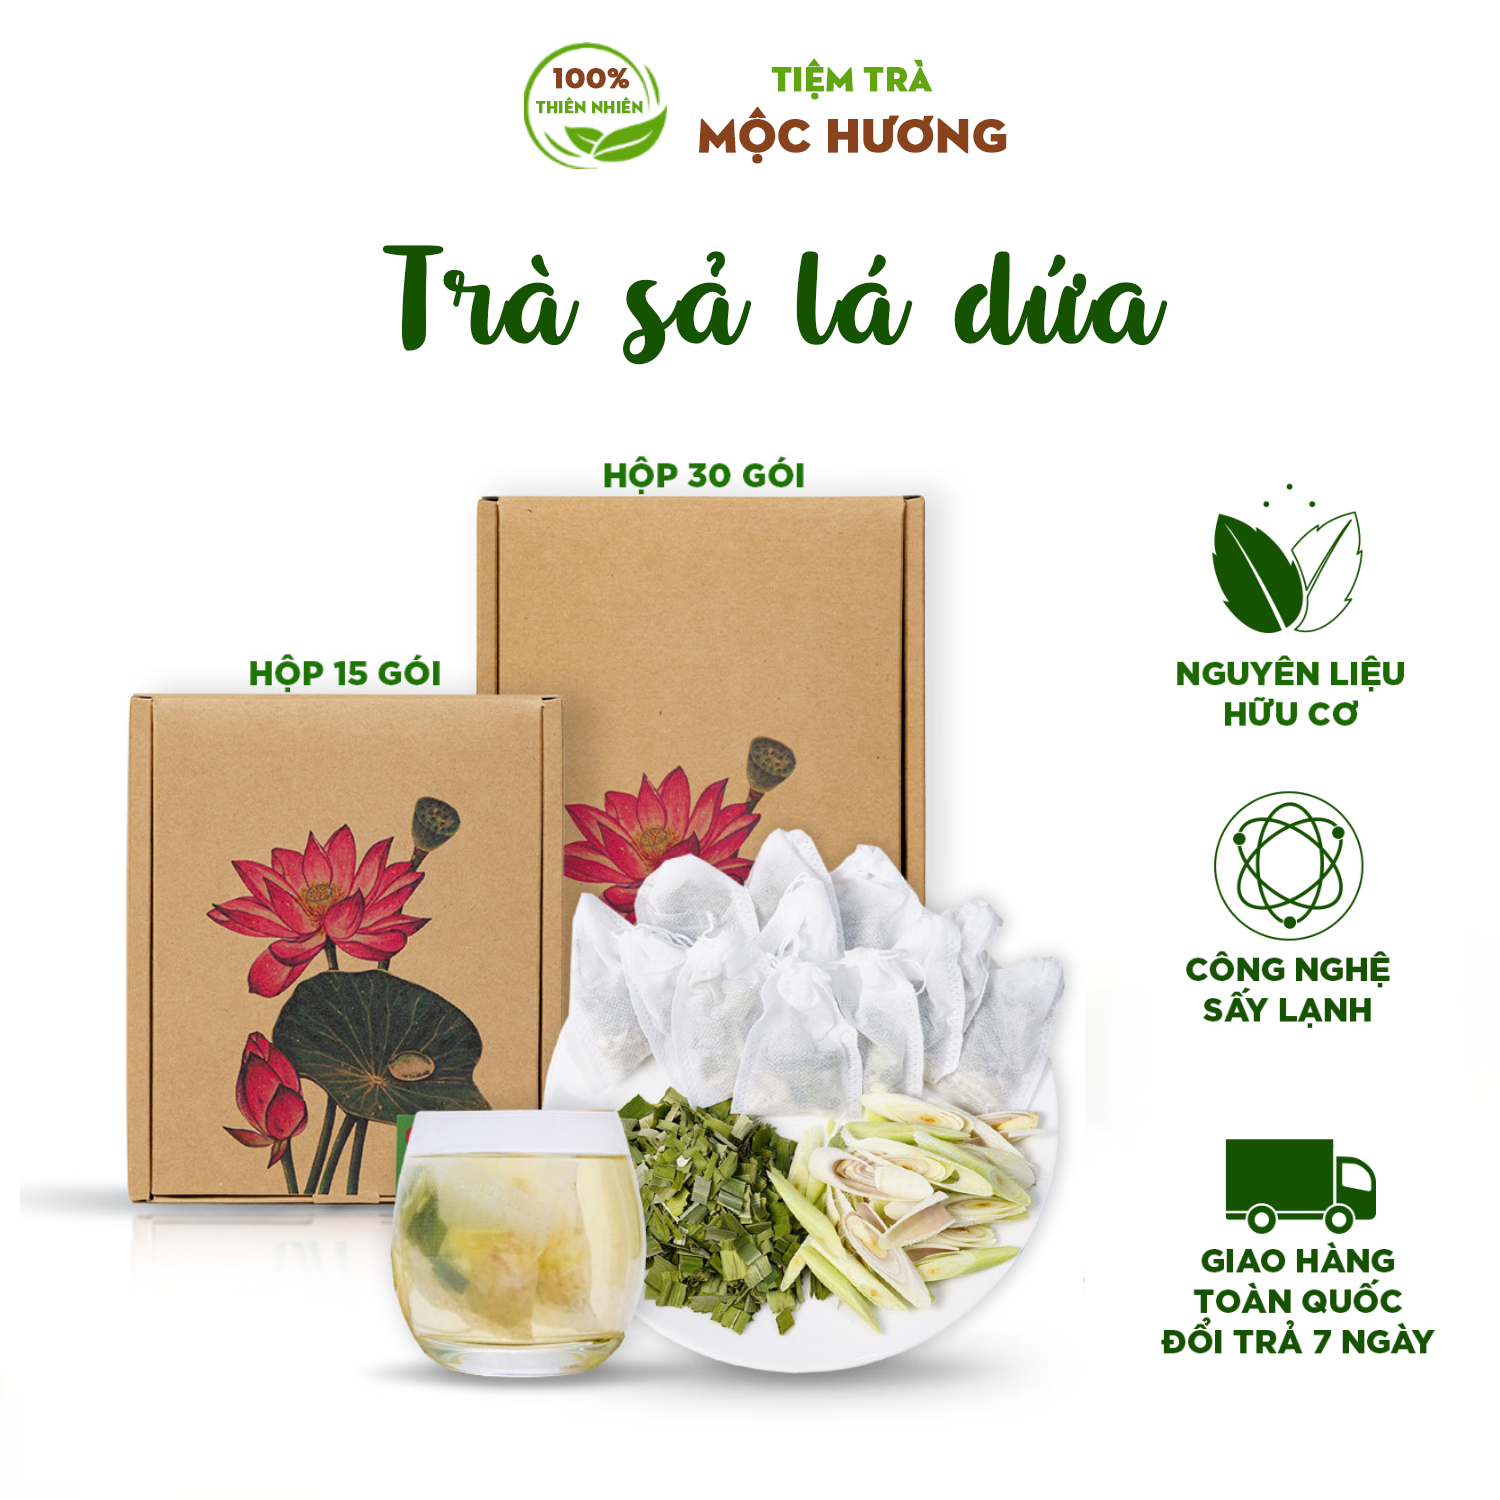 100%
THIÊN NHIÊN
TIỆM TRÀ
MỘC HƯƠNG
Trà sả lá dứa
HỘP 30 GÓI
HỘP 15 GÓI
NGUYÊN LIỆU
HỮU CƠ
CÔNG NGHỆ
SẤY LẠNH
GIAO HÀNG
TOÀN QUỐC
ĐỔI TRẢ 7 NGÀY